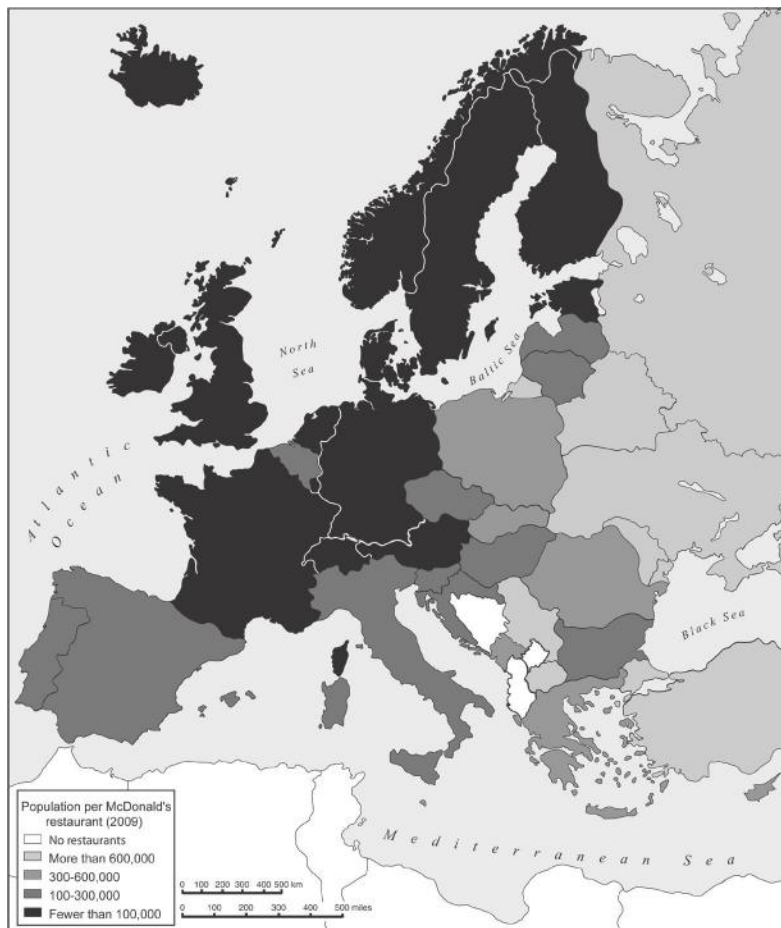 North
Sea
Baltic Sea
Atlantic
Ocean
Black Sea
Mediterranean Sea
Population per McDonald's
restaurant (2009)
No restaurants
More than 600,000
300-600,000
100-300,000
Fewer than 100,000
0 100 200 300 400 500 km
0 100 200 300 400 500 miles